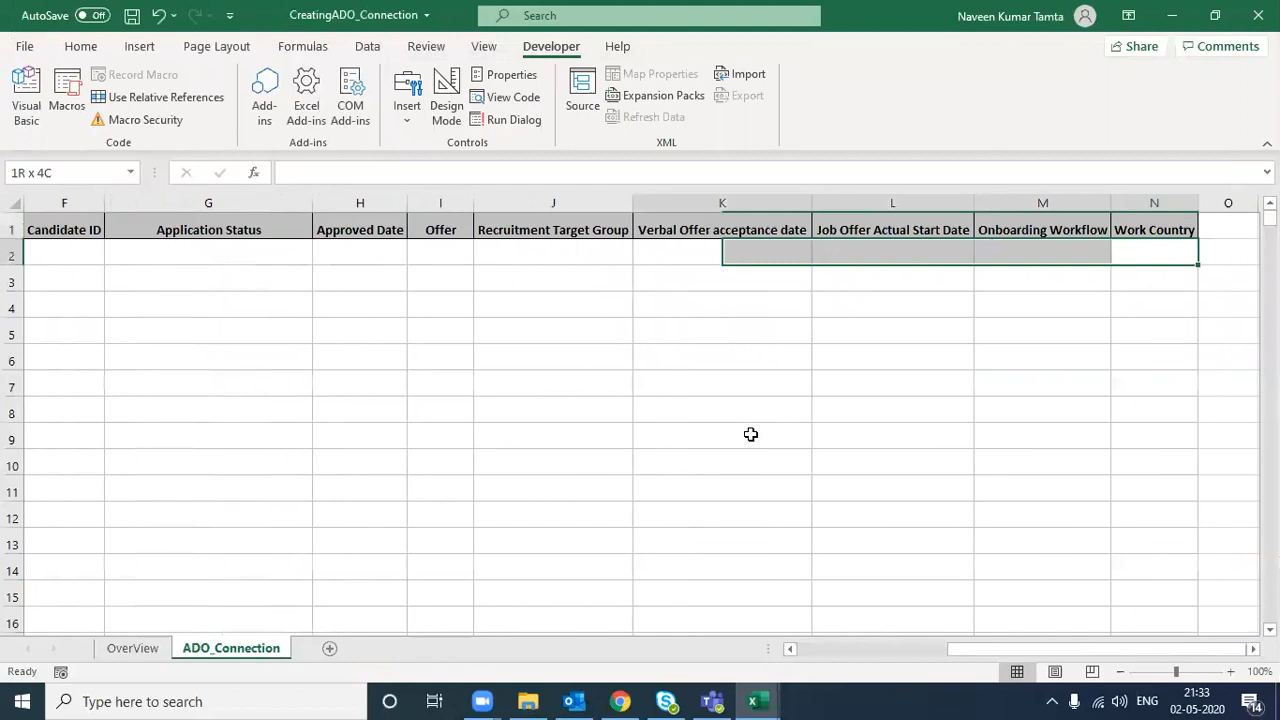 AutoSave Off CreatingADO_Connection Search Naveen Kumar Tamta
File Home Insert Page Layout Formulas Data Review View Developer Help Share Comments
Visual Basic
Macros
Record Macro
Use Relative References
Macro Security
Code
Add-ins
Excel Add-ins
COM Add-ins
Add-ins
Insert
Design Mode
Properties
View Code
Run Dialog
Controls
Source
Map Properties
Expansion Packs
Refresh Data
Import
Export
XML
1R x 4C fx
F G H I J K L M N O
1 Candidate ID Application Status Approved Date Offer Recruitment Target Group Verbal Offer acceptance date Job Offer Actual Start Date Onboarding Workflow Work Country
2
3
4
5
6
7
8
9
10
11
12
13
14
15
16
OverView ADO_Connection
Ready 100%
Type here to search ENG 21:33
02-05-2020 14